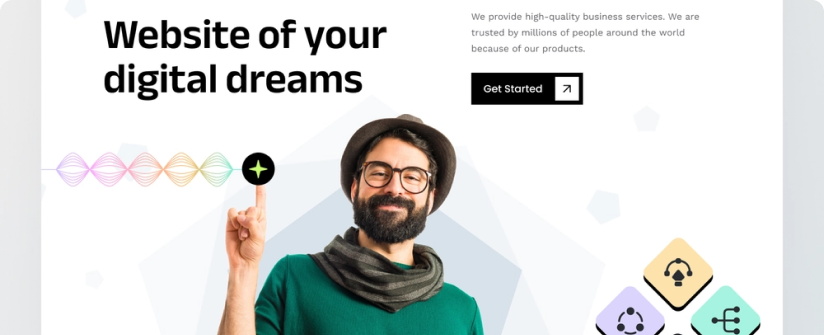 Website of your
digital dreams
We provide high-quality business services. We are
trusted by millions of people around the world
because of our products.
Get Started